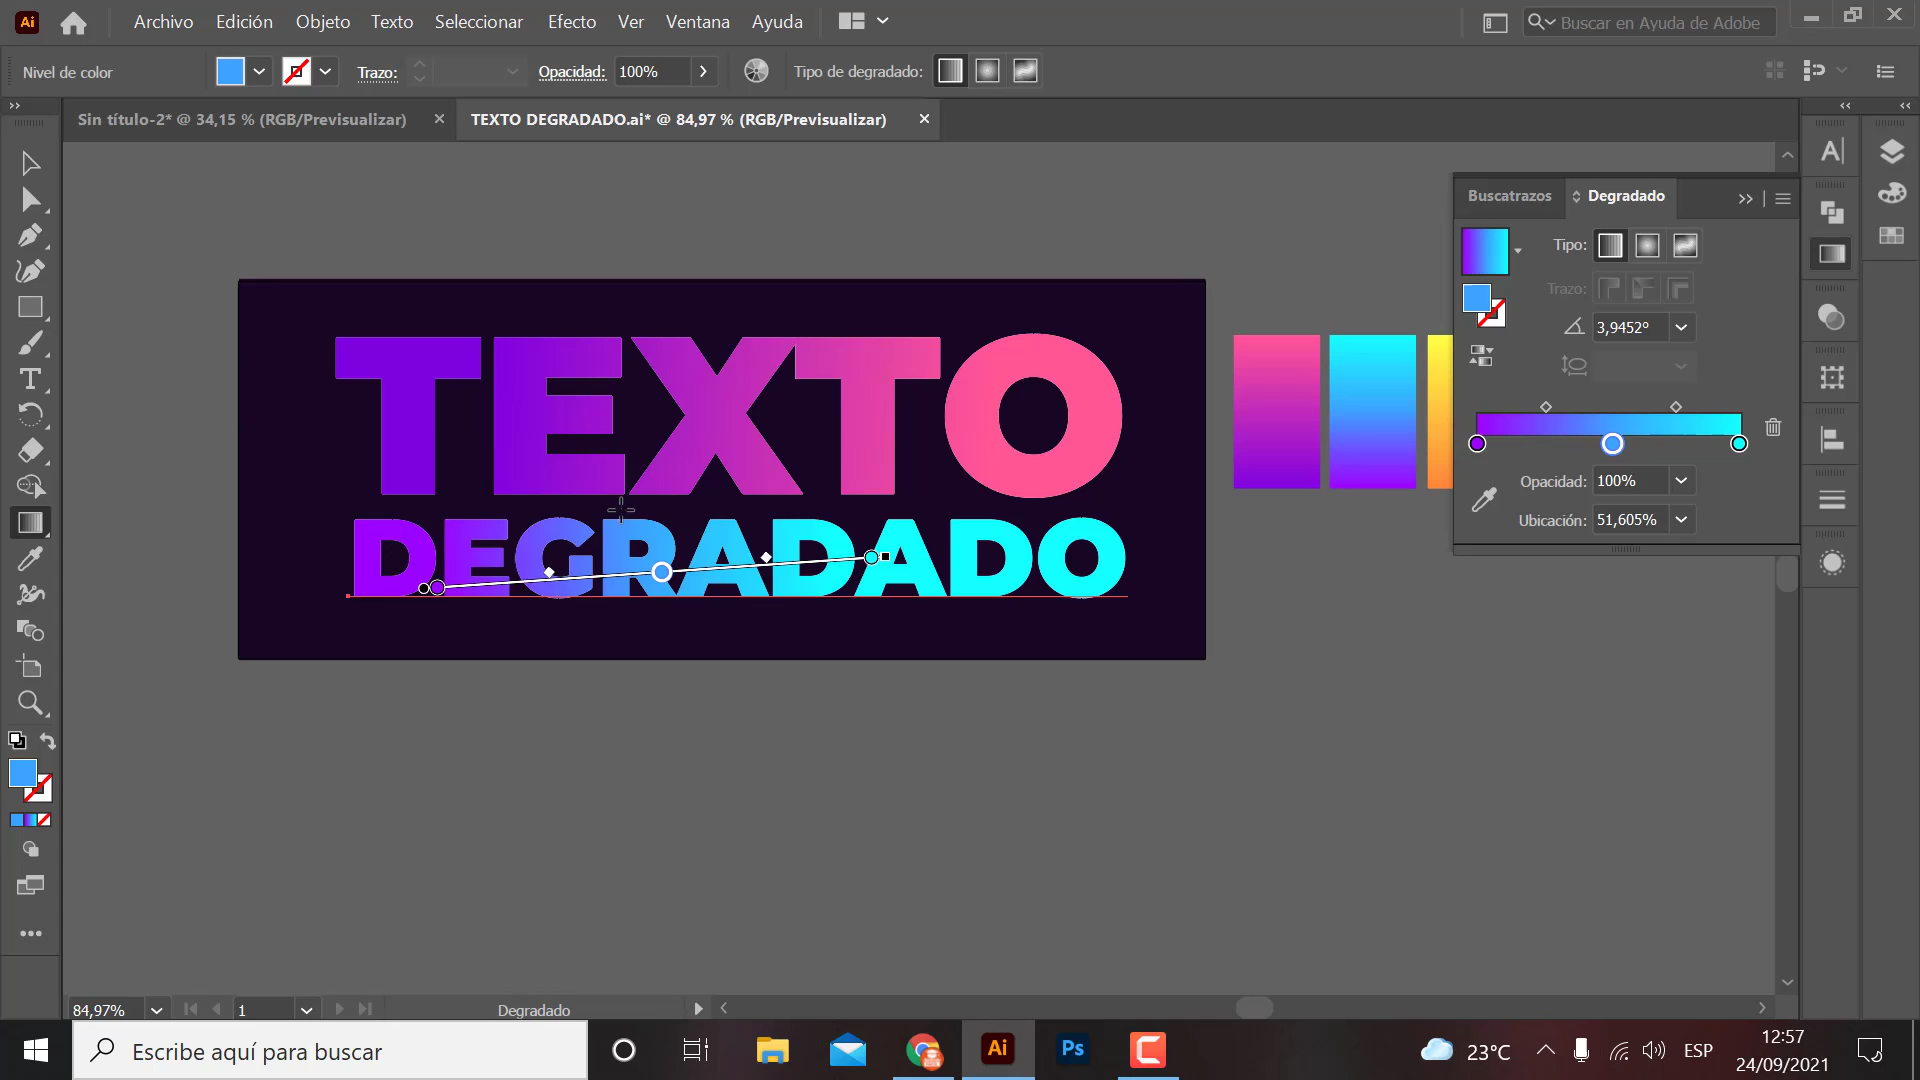 Ai Archivo Edición Objeto Texto Seleccionar Efecto Ver Ventana Ayuda Buscar en Ayuda de Adobe
Nivel de color Trazo: Opacidad: 100% Tipo de degradado:
Sin título-2* @ 34,15 % (RGB/Previsualizar) × TEXTO DEGRADADO.ai* @ 84,97 % (RGB/Previsualizar) ×
Buscatrazos Degradado
Tipo:
Trazo:
3,9452°
Opacidad: 100%
Ubicación: 51,605%
TEXTO
DEGRADADO
84,97% 1 Degradado
Escribe aquí para buscar Ai Ps 23°C ESP 12:57
24/09/2021